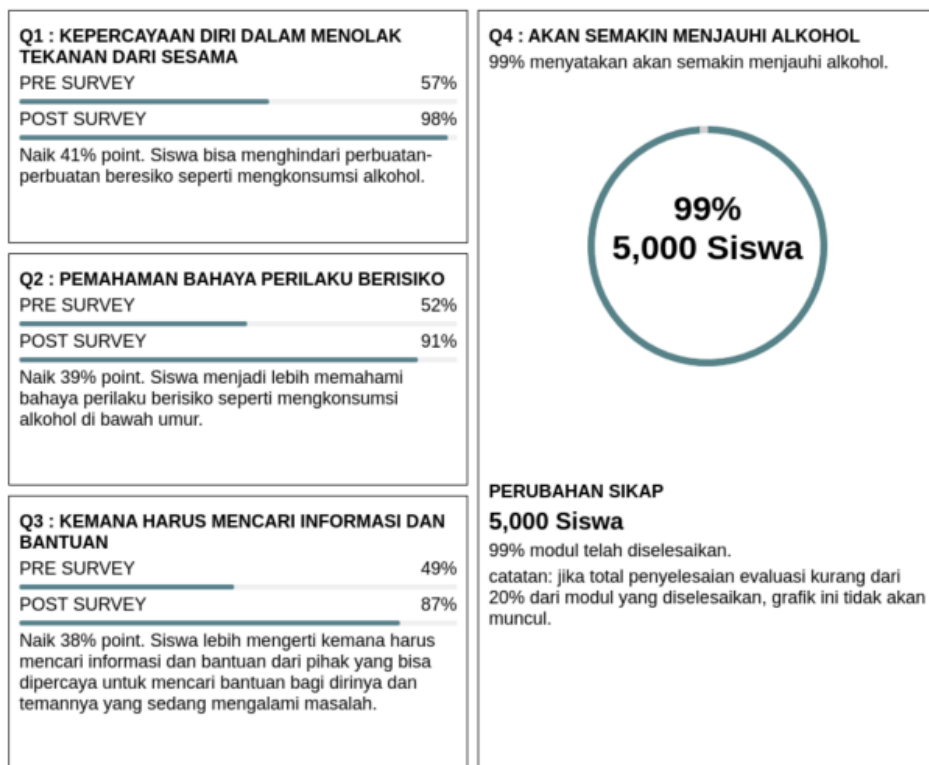 Q1 : KEPERCAYAAN DIRI DALAM MENOLAK
TEKANAN DARI SESAMA
PRE SURVEY 57%
POST SURVEY 98%
Naik 41% point. Siswa bisa menghindari perbuatan-
perbuatan beresiko seperti mengkonsumsi alkohol.
Q2 : PEMAHAMAN BAHAYA PERILAKU BERISIKO
PRE SURVEY 52%
POST SURVEY 91%
Naik 39% point. Siswa menjadi lebih memahami
bahaya perilaku berisiko seperti mengkonsumsi
alkohol di bawah umur.
Q3 : KEMANA HARUS MENCARI INFORMASI DAN
BANTUAN
PRE SURVEY 49%
POST SURVEY 87%
Naik 38% point. Siswa lebih mengerti kemana harus
mencari informasi dan bantuan dari pihak yang bisa
dipercaya untuk mencari bantuan bagi dirinya dan
temannya yang sedang mengalami masalah.
Q4 : AKAN SEMAKIN MENJAUHI ALKOHOL
99% menyatakan akan semakin menjauhi alkohol.
99%
5,000 Siswa
PERUBAHAN SIKAP
5,000 Siswa
99% modul telah diselesaikan.
catatan: jika total penyelesaian evaluasi kurang dari
20% dari modul yang diselesaikan, grafik ini tidak akan
muncul.